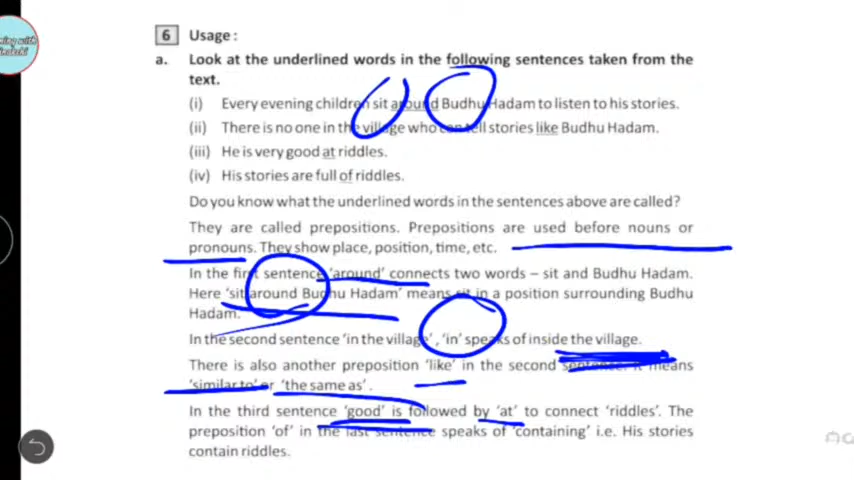 6 Usage :
a. Look at the underlined words in the following sentences taken from the
text.
(i) Every evening children sit around Budhu Hadam to listen to his stories.
(ii) There is no one in the village who can tell stories like Budhu Hadam.
(iii) He is very good at riddles.
(iv) His stories are full of riddles.
Do you know what the underlined words in the sentences above are called?
They are called prepositions. Prepositions are used before nouns or
pronouns. They show place, position, time, etc.
In the first sentence 'around' connects two words – sit and Budhu Hadam.
Here 'sit around Budhu Hadam' means sit in a position surrounding Budhu
Hadam.
In the second sentence 'in the village', 'in' speaks of inside the village.
There is also another preposition 'like' in the second sentence. It means
'similar to' or 'the same as'.
In the third sentence 'good' is followed by 'at' to connect 'riddles'. The
preposition 'of' in the last sentence speaks of 'containing' i.e. His stories
contain riddles.